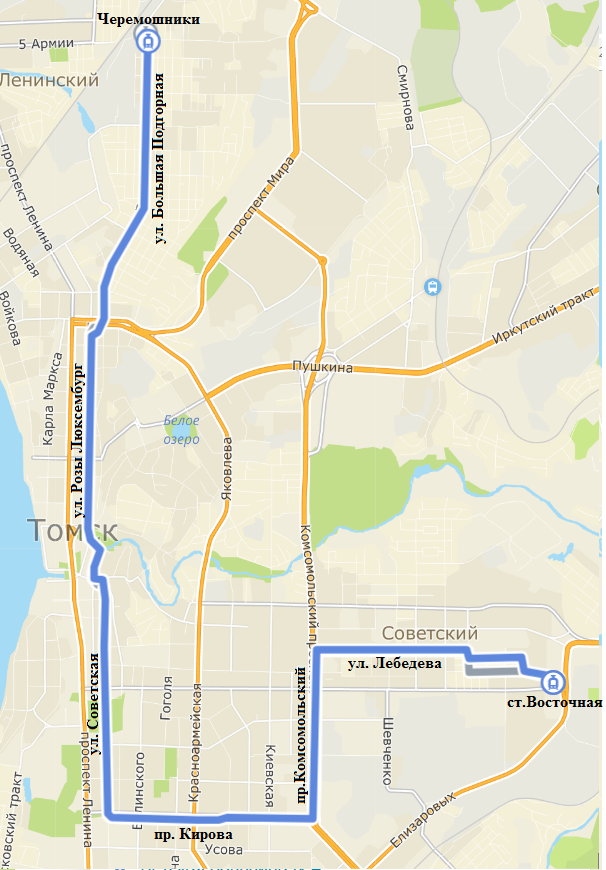 Черемошники
5 Армии
Ленинский
Смирнова
ул. Большая Подгорная
проспект Ленина
проспект Мира
Водяная
Войкова
Иркутский тракт
Карла Маркса
Пушкина
ул. Розы Люксембург
Белое
озеро
Яковлева
Томск
Комсомольский
Советский
ул. Лебедева
ул. Советская
пр.Комсомольский
ст.Восточная
Гоголя
Красноармейская
Киевская
Шевченко
проспект Ленина
пр. Кирова
Усова
Елизаровых